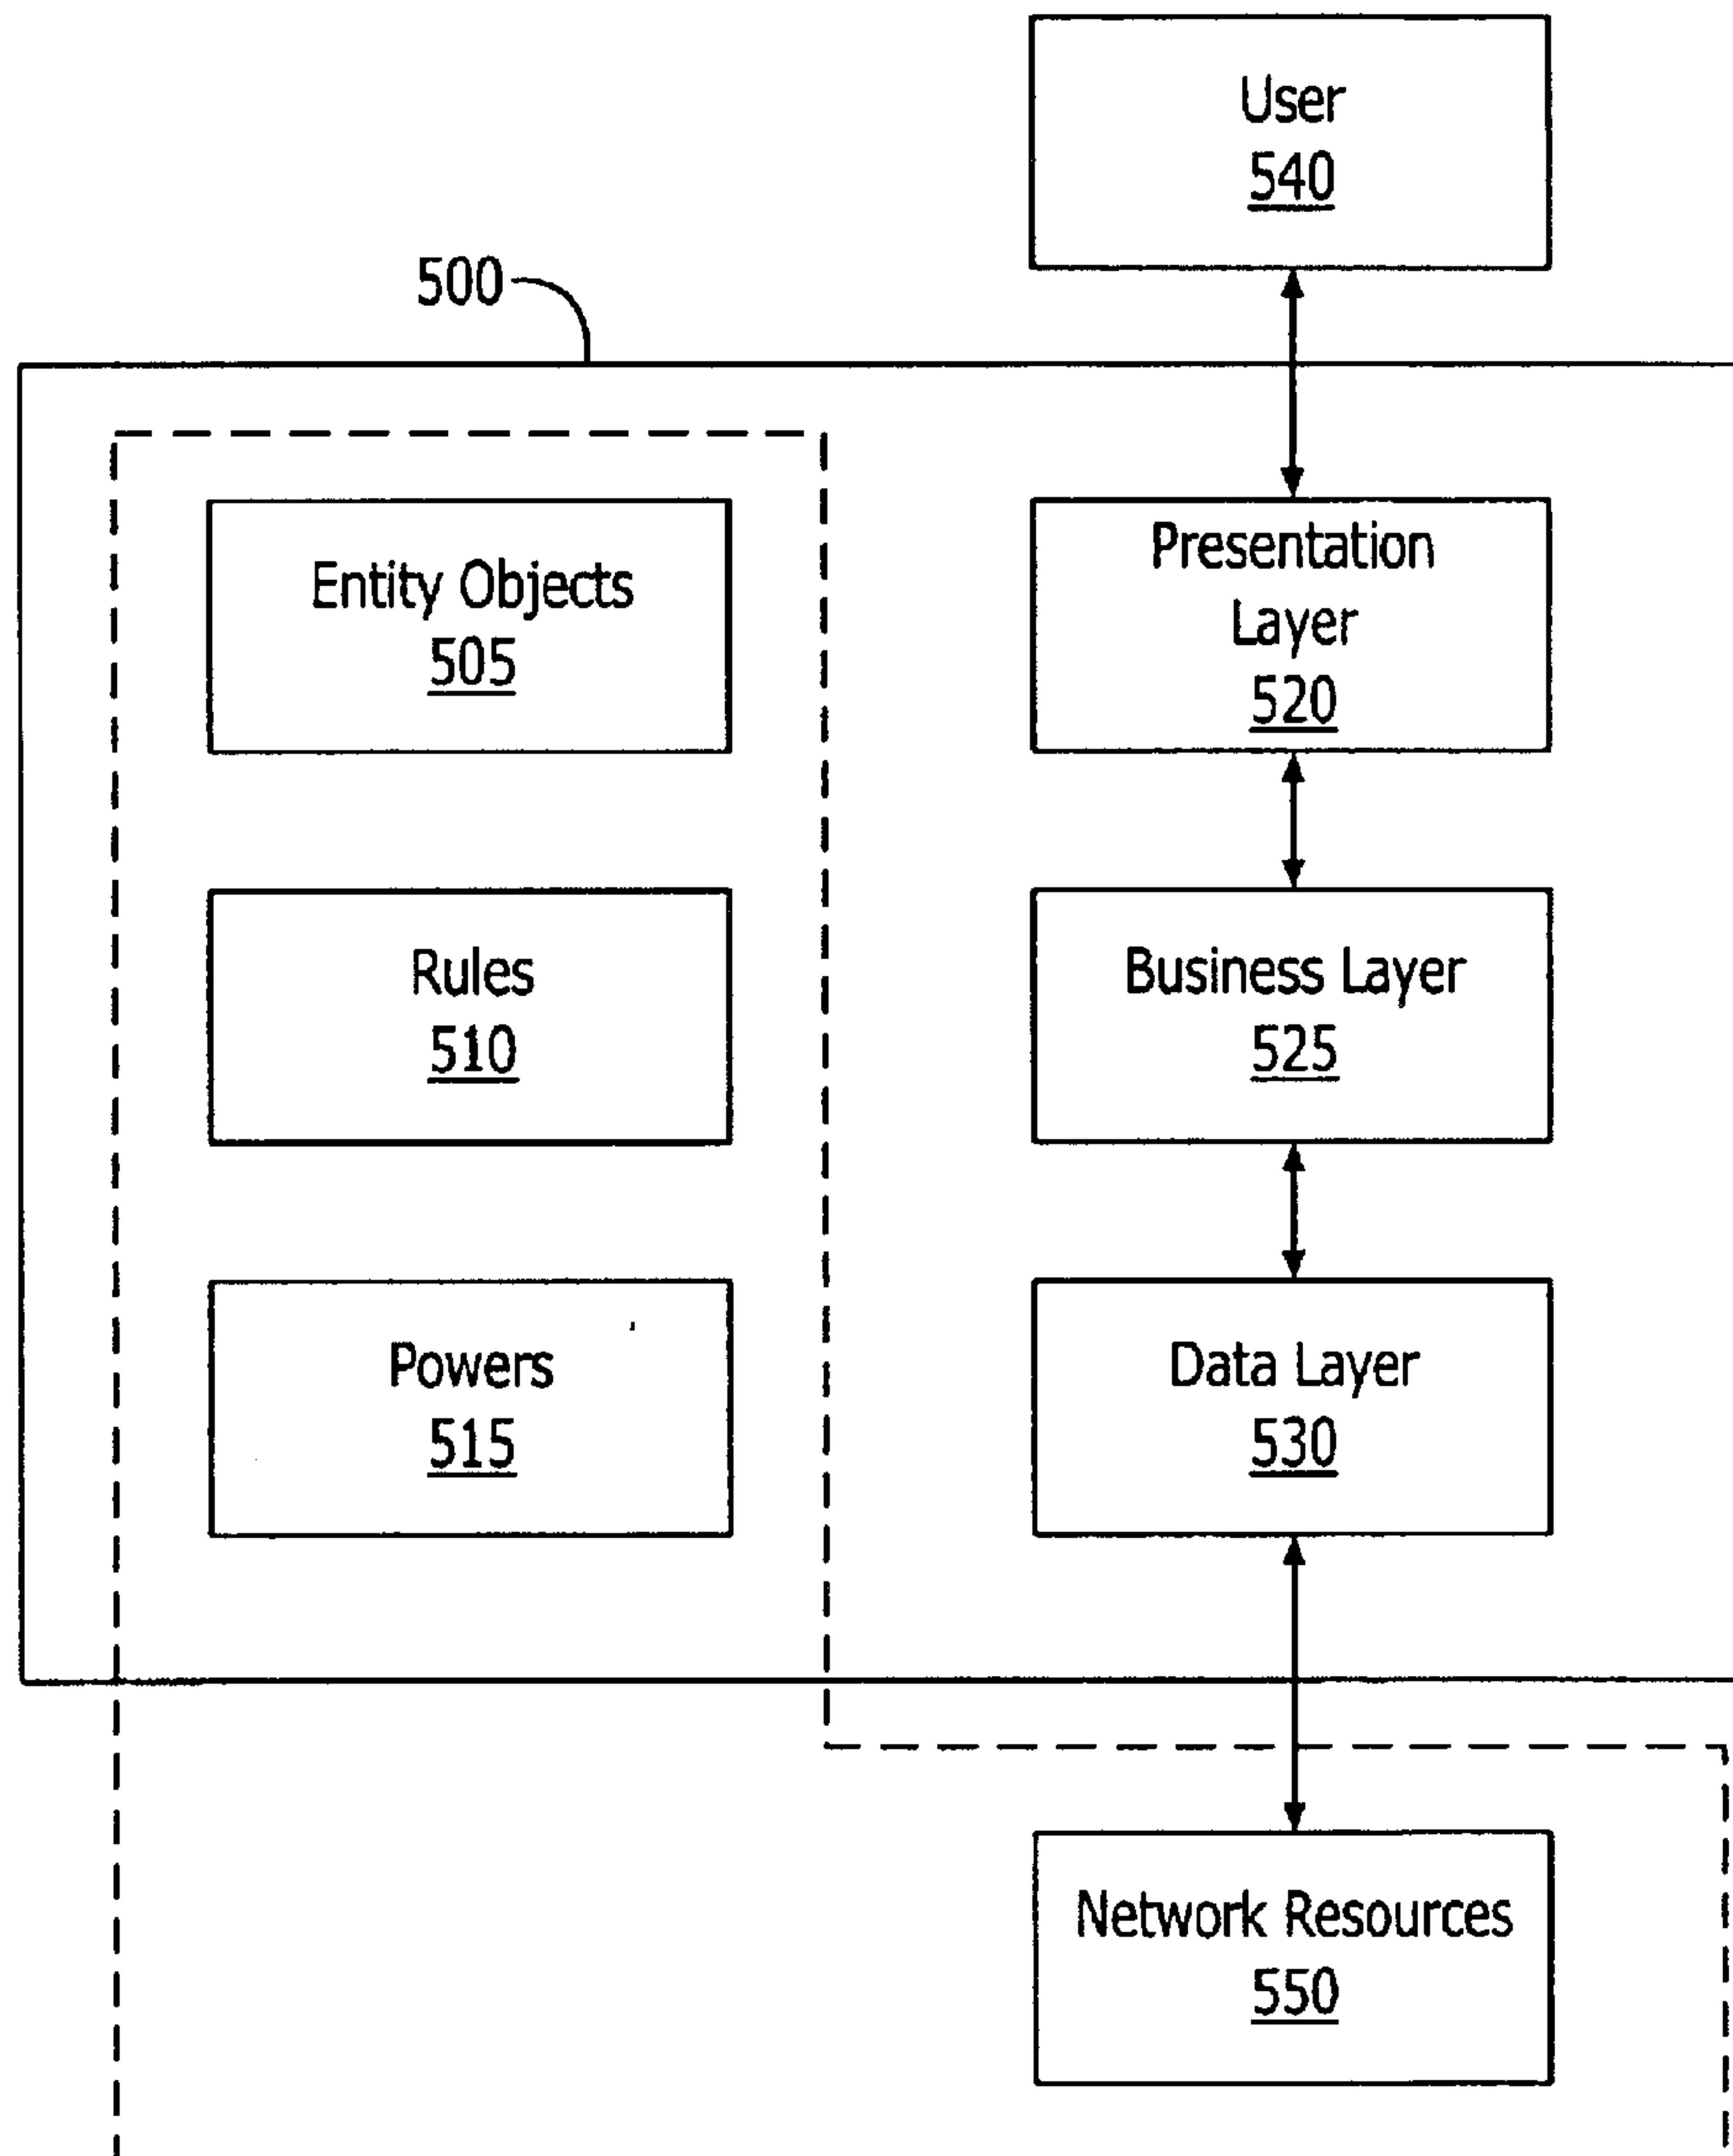 User
540
500
Entity Objects
505
Presentation
Layer
520
Rules
510
Business Layer
525
Powers
515
Data Layer
530
Network Resources
550